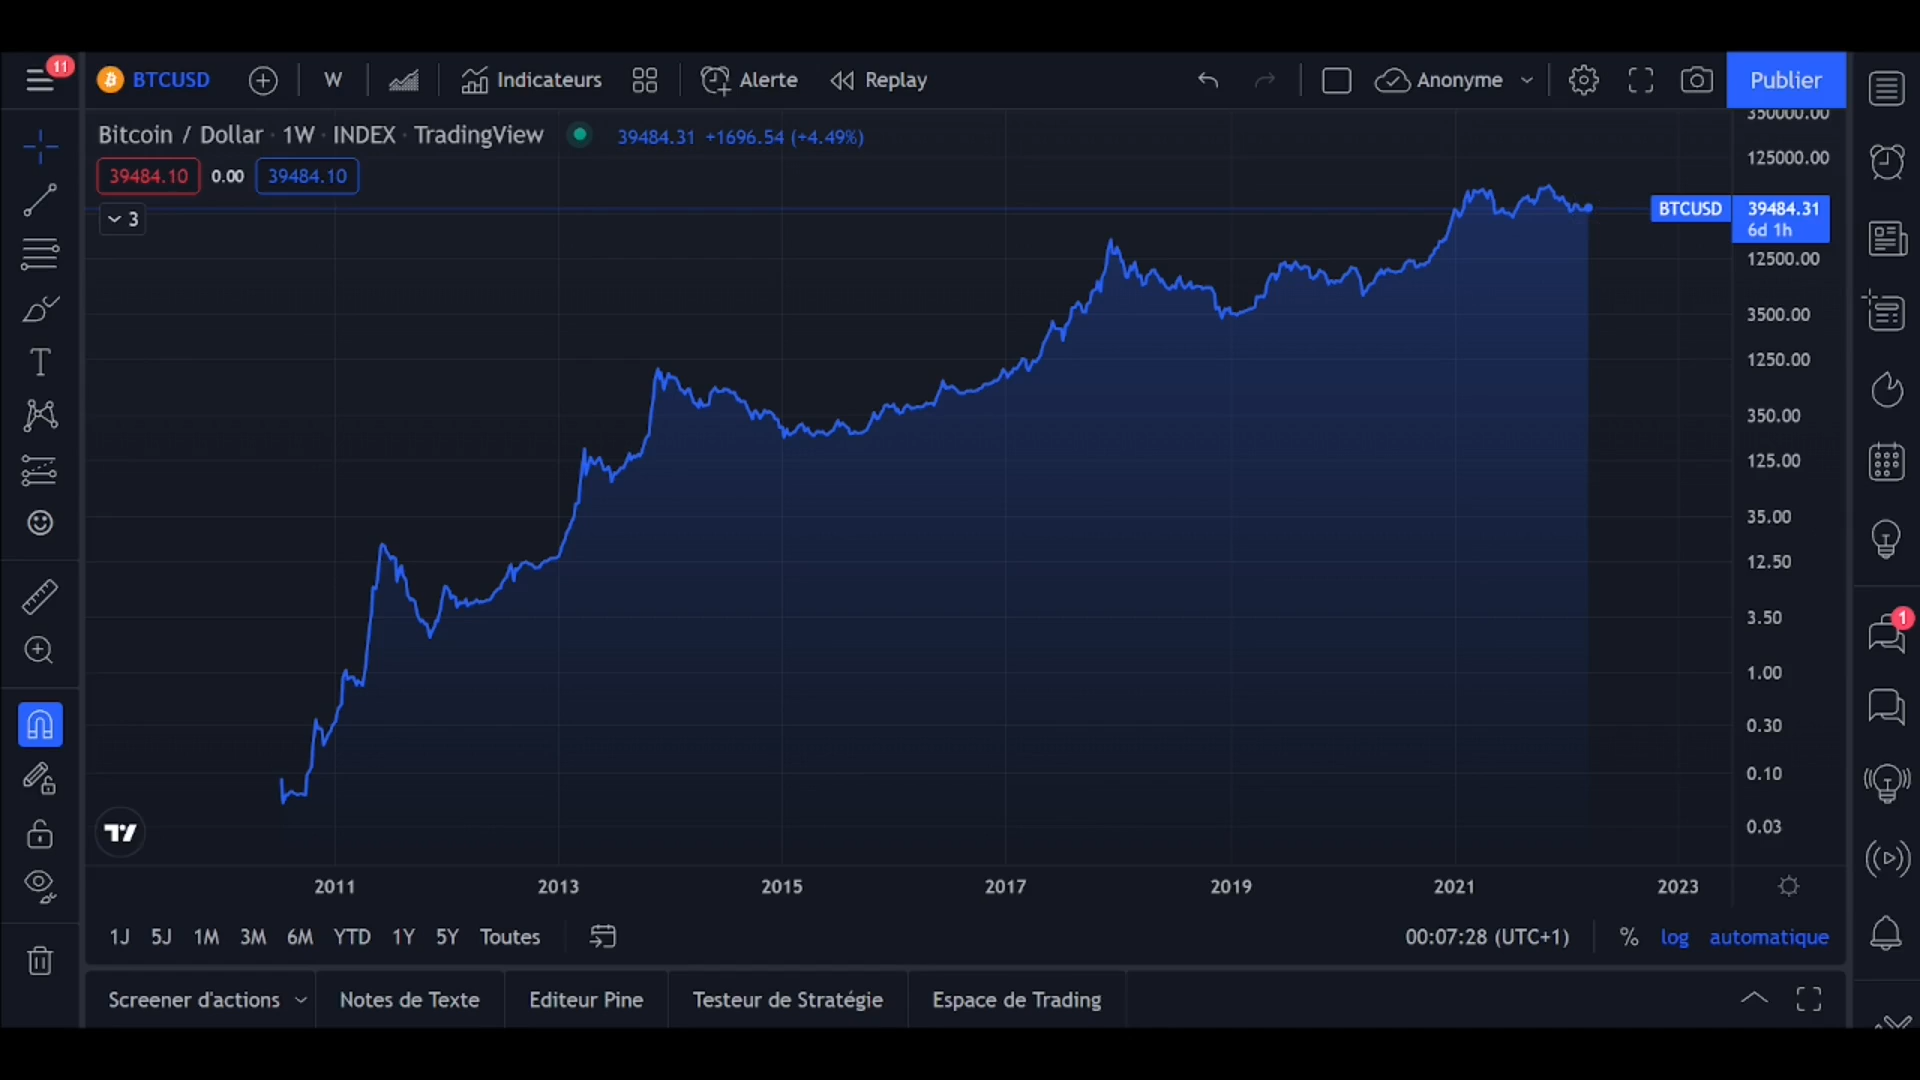 11
BTCUSD W Indicateurs Alerte Replay Anonyme Publier
Bitcoin / Dollar · 1W · INDEX · TradingView 39484.31 +1696.54 (+4.49%)
39484.10 0.00 39484.10
3
350000.00
125000.00
BTCUSD 39484.31
6d 1h
12500.00
3500.00
1250.00
350.00
125.00
35.00
12.50
3.50
1.00
0.30
0.10
0.03
1
2011 2013 2015 2017 2019 2021 2023
1J 5J 1M 3M 6M YTD 1Y 5Y Toutes 00:07:28 (UTC+1) % log automatique
Screener d'actions Notes de Texte Editeur Pine Testeur de Stratégie Espace de Trading